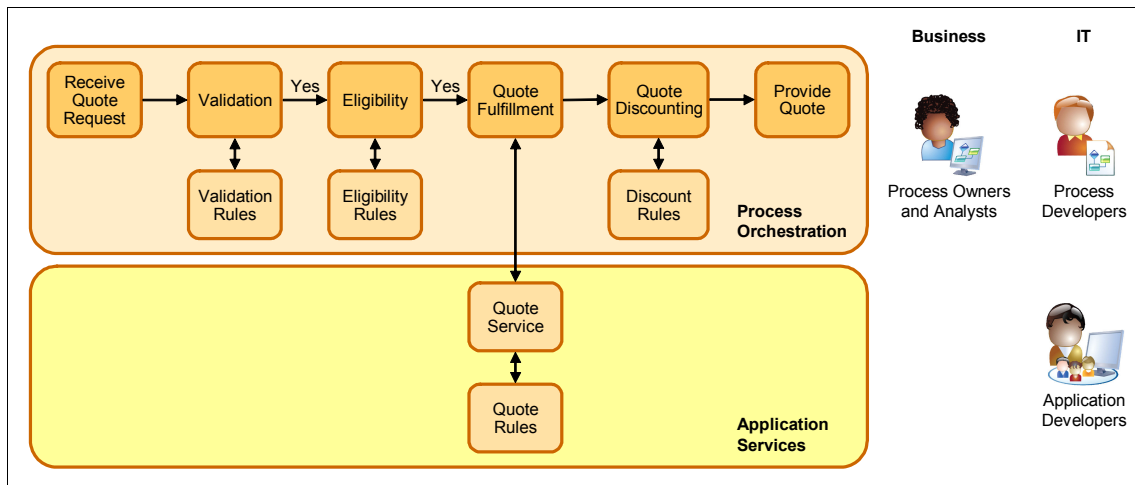 Business
IT
Receive
Quote
Request
Validation
Yes
Eligibility
Yes
Quote
Fulfillment
Quote
Discounting
Provide
Quote
Validation
Rules
Eligibility
Rules
Discount
Rules
Process
Orchestration
Process Owners
and Analysts
Process
Developers
Quote
Service
Quote
Rules
Application
Services
Application
Developers